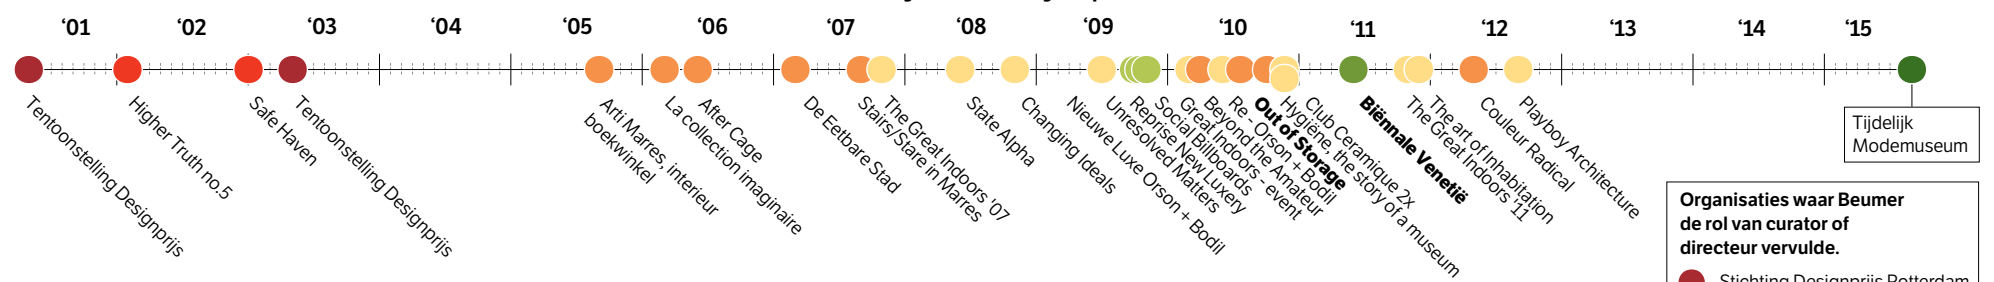 ‘01 ‘02 ‘03 ‘04 ‘05 ‘06 ‘07 ‘08 ‘09 ‘10 ‘11 ‘12 ‘13 ‘14 ‘15
Tentoonstelling Designprijs
Higher Truth no.5
Safe Haven
Tentoonstelling Designprijs
Arti Marres, interieur
boekwinkel
La collection imaginaire
After Cage
De Eetbare Stad
Stairs/Stare in Marres
The Great Indoors '07
State Alpha
Changing Ideals
Nieuwe Luxe Orson + Bodil
Unresolved Matters
Reprise New Luxery
Social Billboards
Great Indoors - event
Beyond the Amateur
Re - Orson + Bodil
Out of Storage
Hygiëne, the story of a museum
Club Ceramique 2x
Biënnale Venetië
The Great Indoors '11
The art of Inhabitation
Couleur Radical
Playboy Architecture
Tijdelijk
Modemuseum
Organisaties waar Beumer
de rol van curator of
directeur vervulde.
Stichting Designprijs Rotterdam